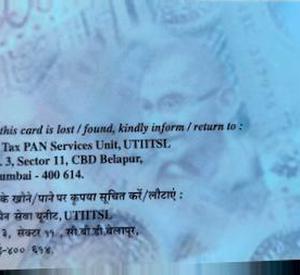 this card is lost / found, kindly inform / return to :
Tax PAN Services Unit, UTIITSL
. 3, Sector 11, CBD Belapur,
umbai - 400 614.
के खोने/पाने पर कृपया सूचित करें/लौटाएं :
सेवा यूनीट, UTIITSL
३, सेक्टर ११, सी.बी.डी.बेलापुर,
-४०० ६१४.